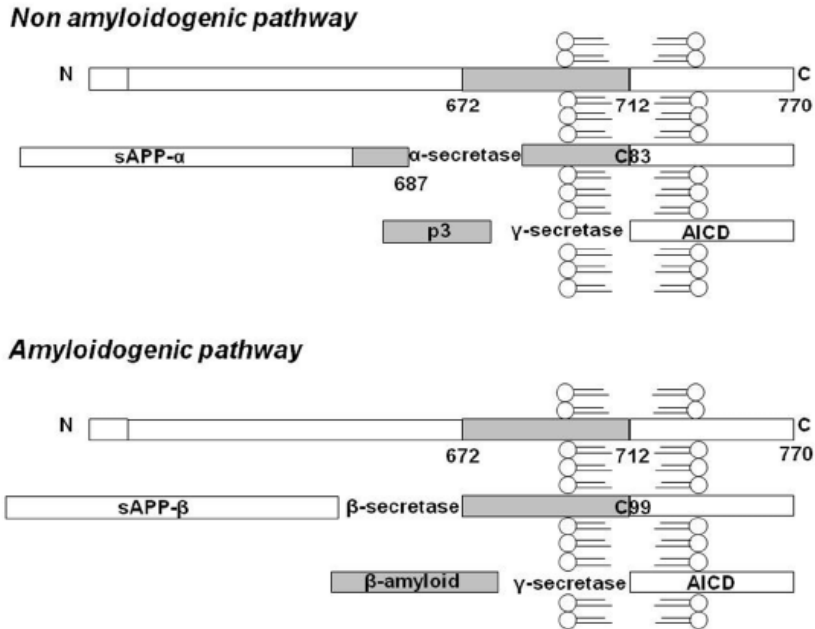 Non amyloidogenic pathway
N C
672 712 770
sAPP-α α-secretase C83
687
p3 γ-secretase AICD
Amyloidogenic pathway
N C
672 712 770
sAPP-β β-secretase C99
β-amyloid γ-secretase AICD